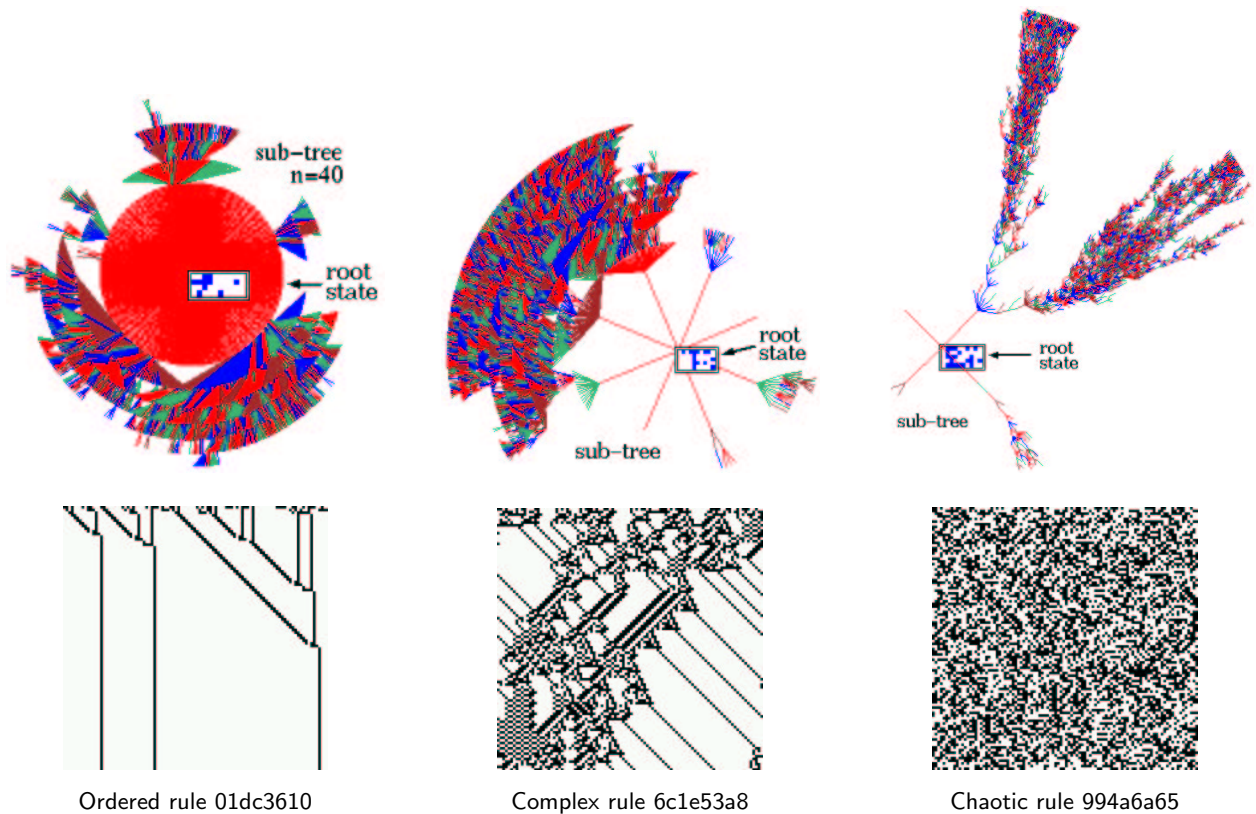 sub-tree
n=40
root
state
root
state
sub-tree
root
state
sub-tree
Ordered rule 01dc3610
Complex rule 6c1e53a8
Chaotic rule 994a6a65